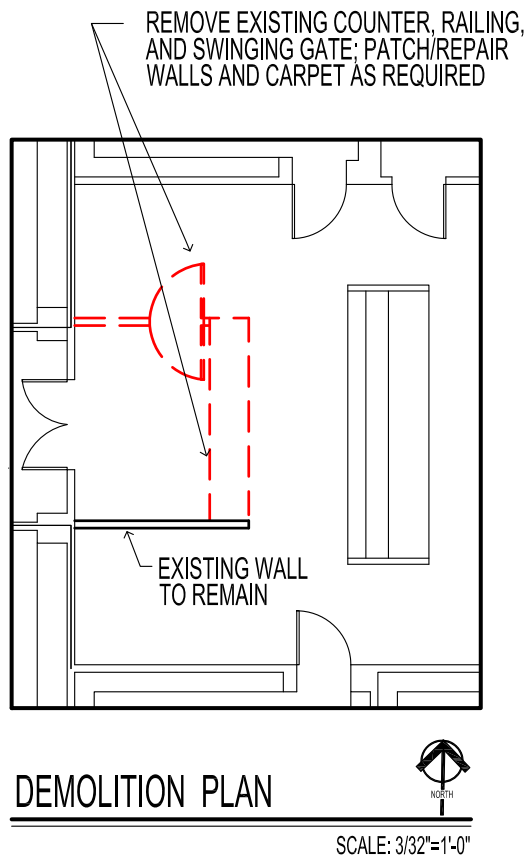 REMOVE EXISTING COUNTER, RAILING,
AND SWINGING GATE; PATCH/REPAIR
WALLS AND CARPET AS REQUIRED
EXISTING WALL
TO REMAIN
DEMOLITION PLAN
NORTH
SCALE: 3/32"=1'-0"